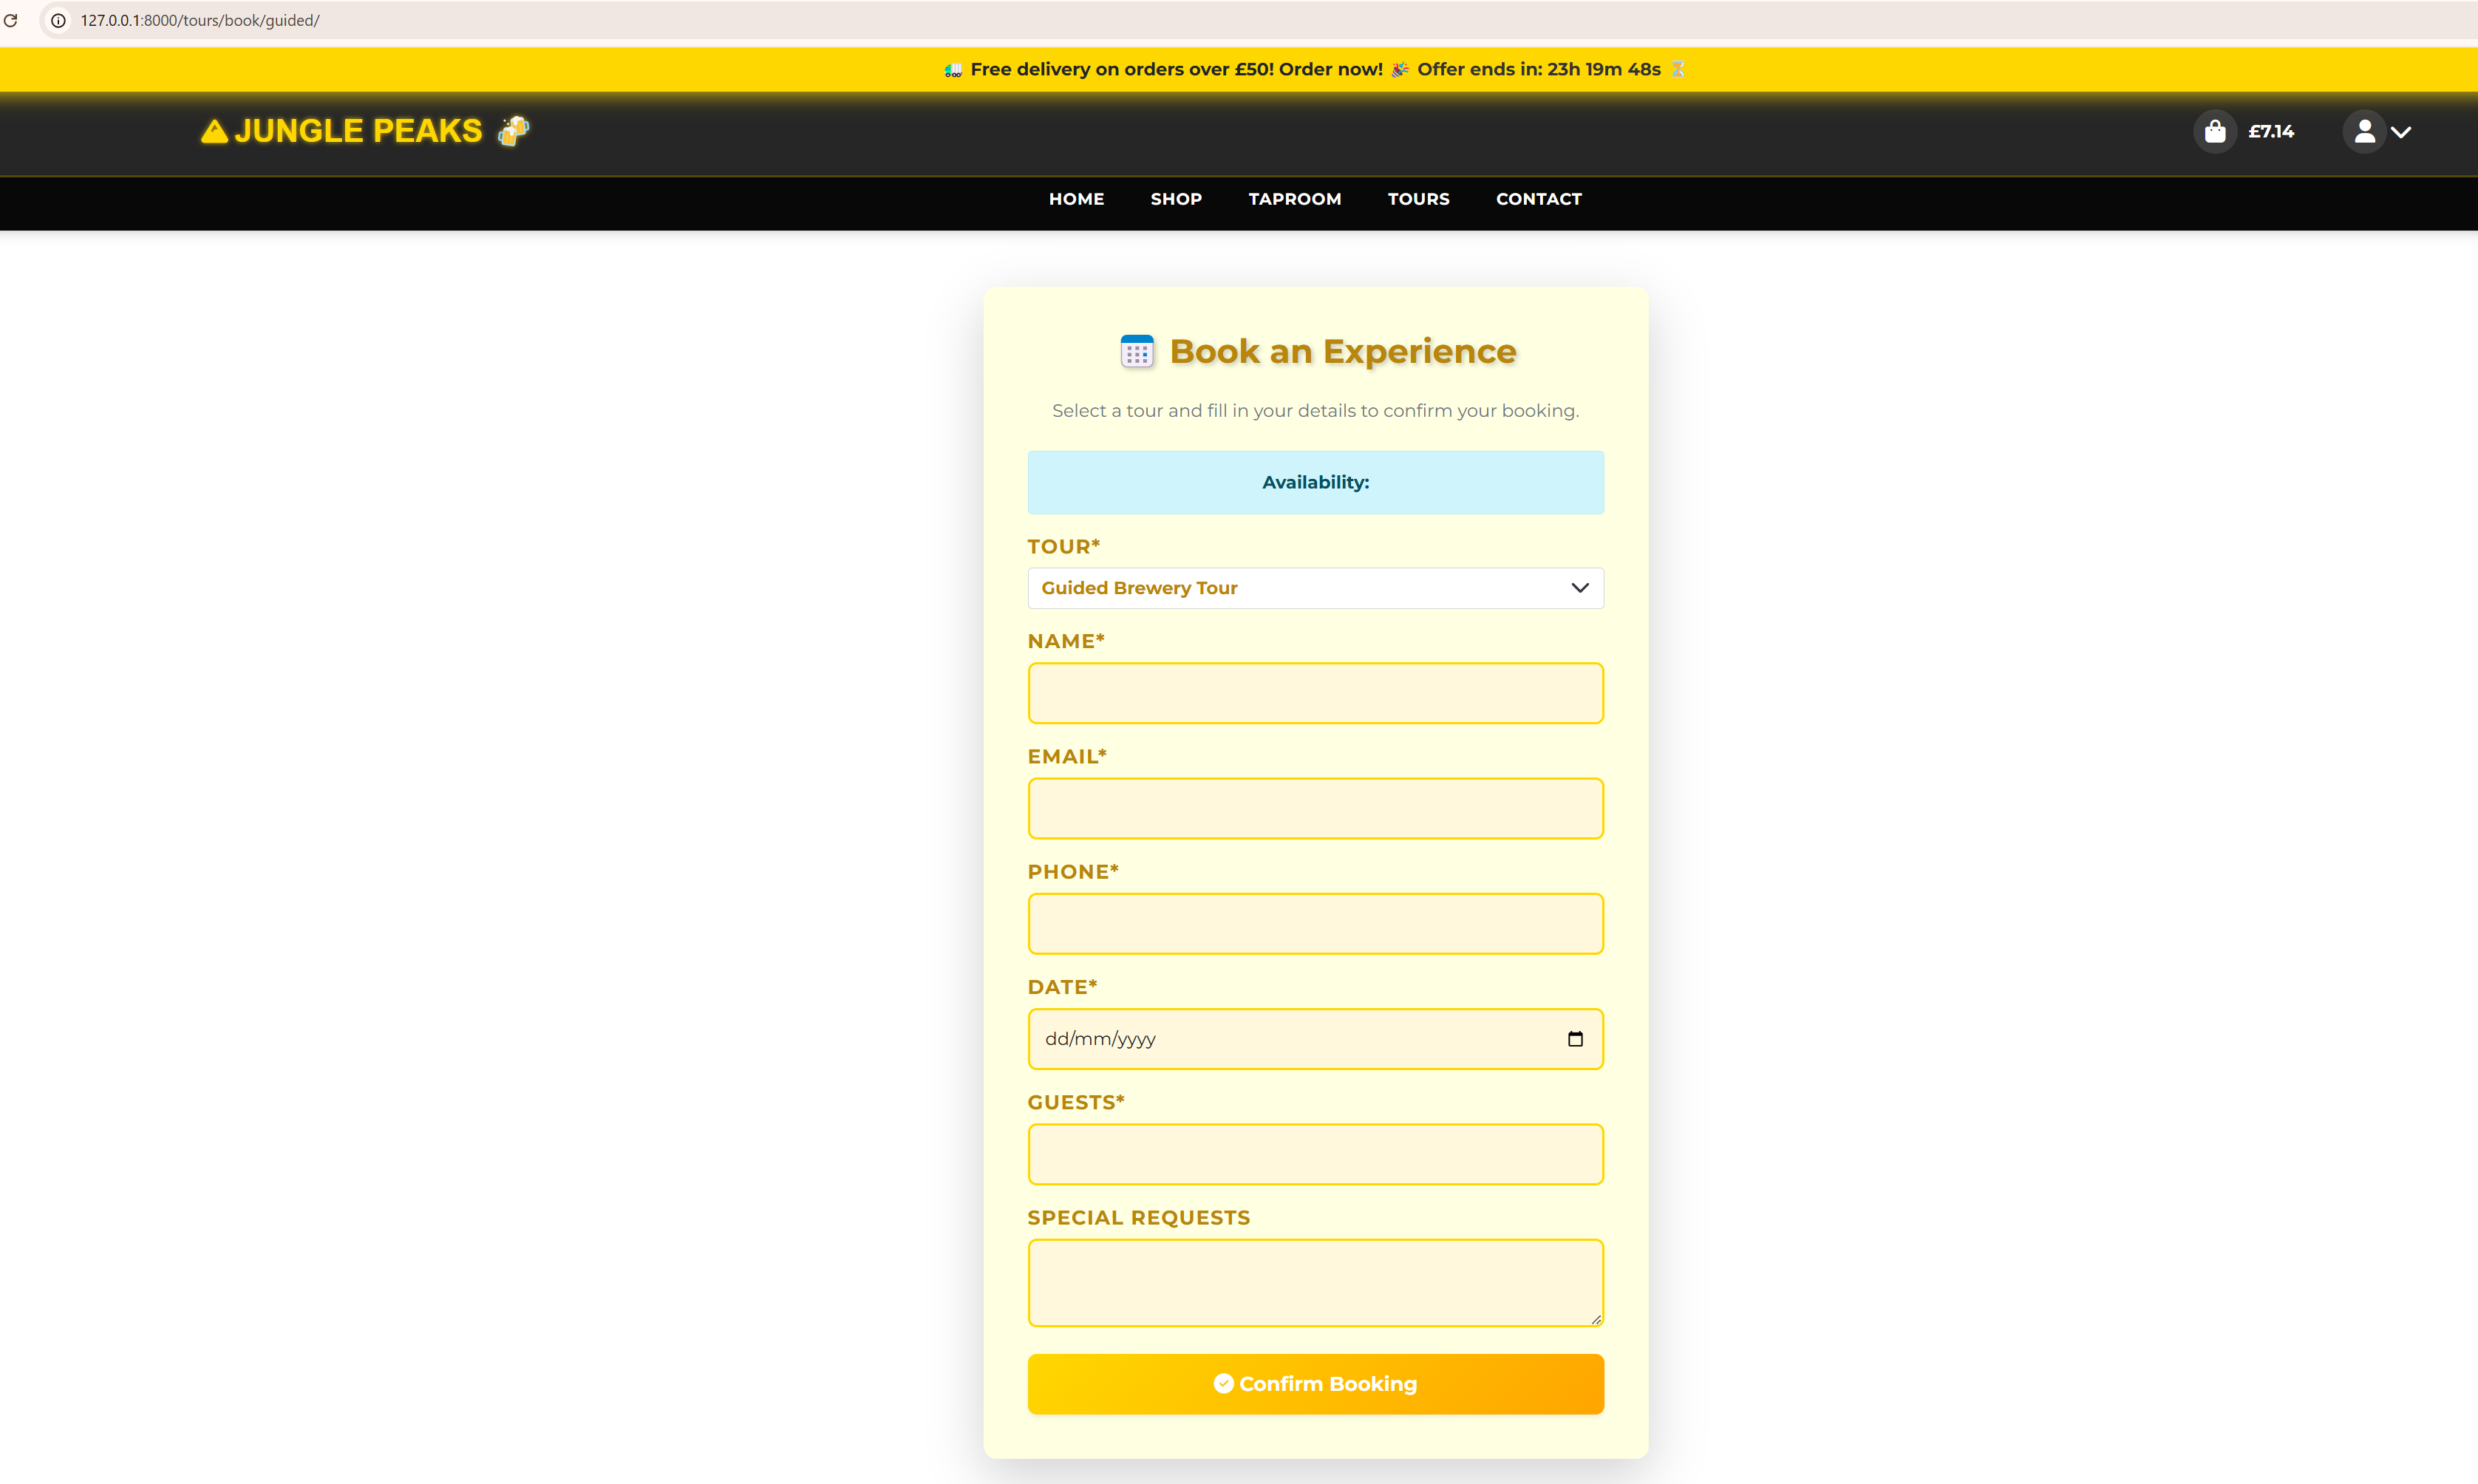 127.0.0.1:8000/tours/book/guided/
🚛 Free delivery on orders over £50! Order now! 🎉 Offer ends in: 23h 19m 48s ⏳
JUNGLE PEAKS 🍻
£7.14
HOME SHOP TAPROOM TOURS CONTACT
📅 Book an Experience
Select a tour and fill in your details to confirm your booking.
Availability:
TOUR*
Guided Brewery Tour
NAME*
EMAIL*
PHONE*
DATE*
dd/mm/yyyy
GUESTS*
SPECIAL REQUESTS
Confirm Booking